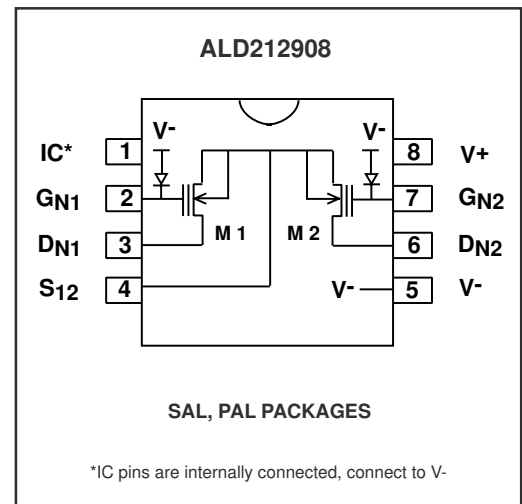 ALD212908
V- V-
IC* 1 8 V+
GN1 2 7 GN2
DN1 3 M 1 M 2 6 DN2
S12 4 V- 5 V-
SAL, PAL PACKAGES
*IC pins are internally connected, connect to V-